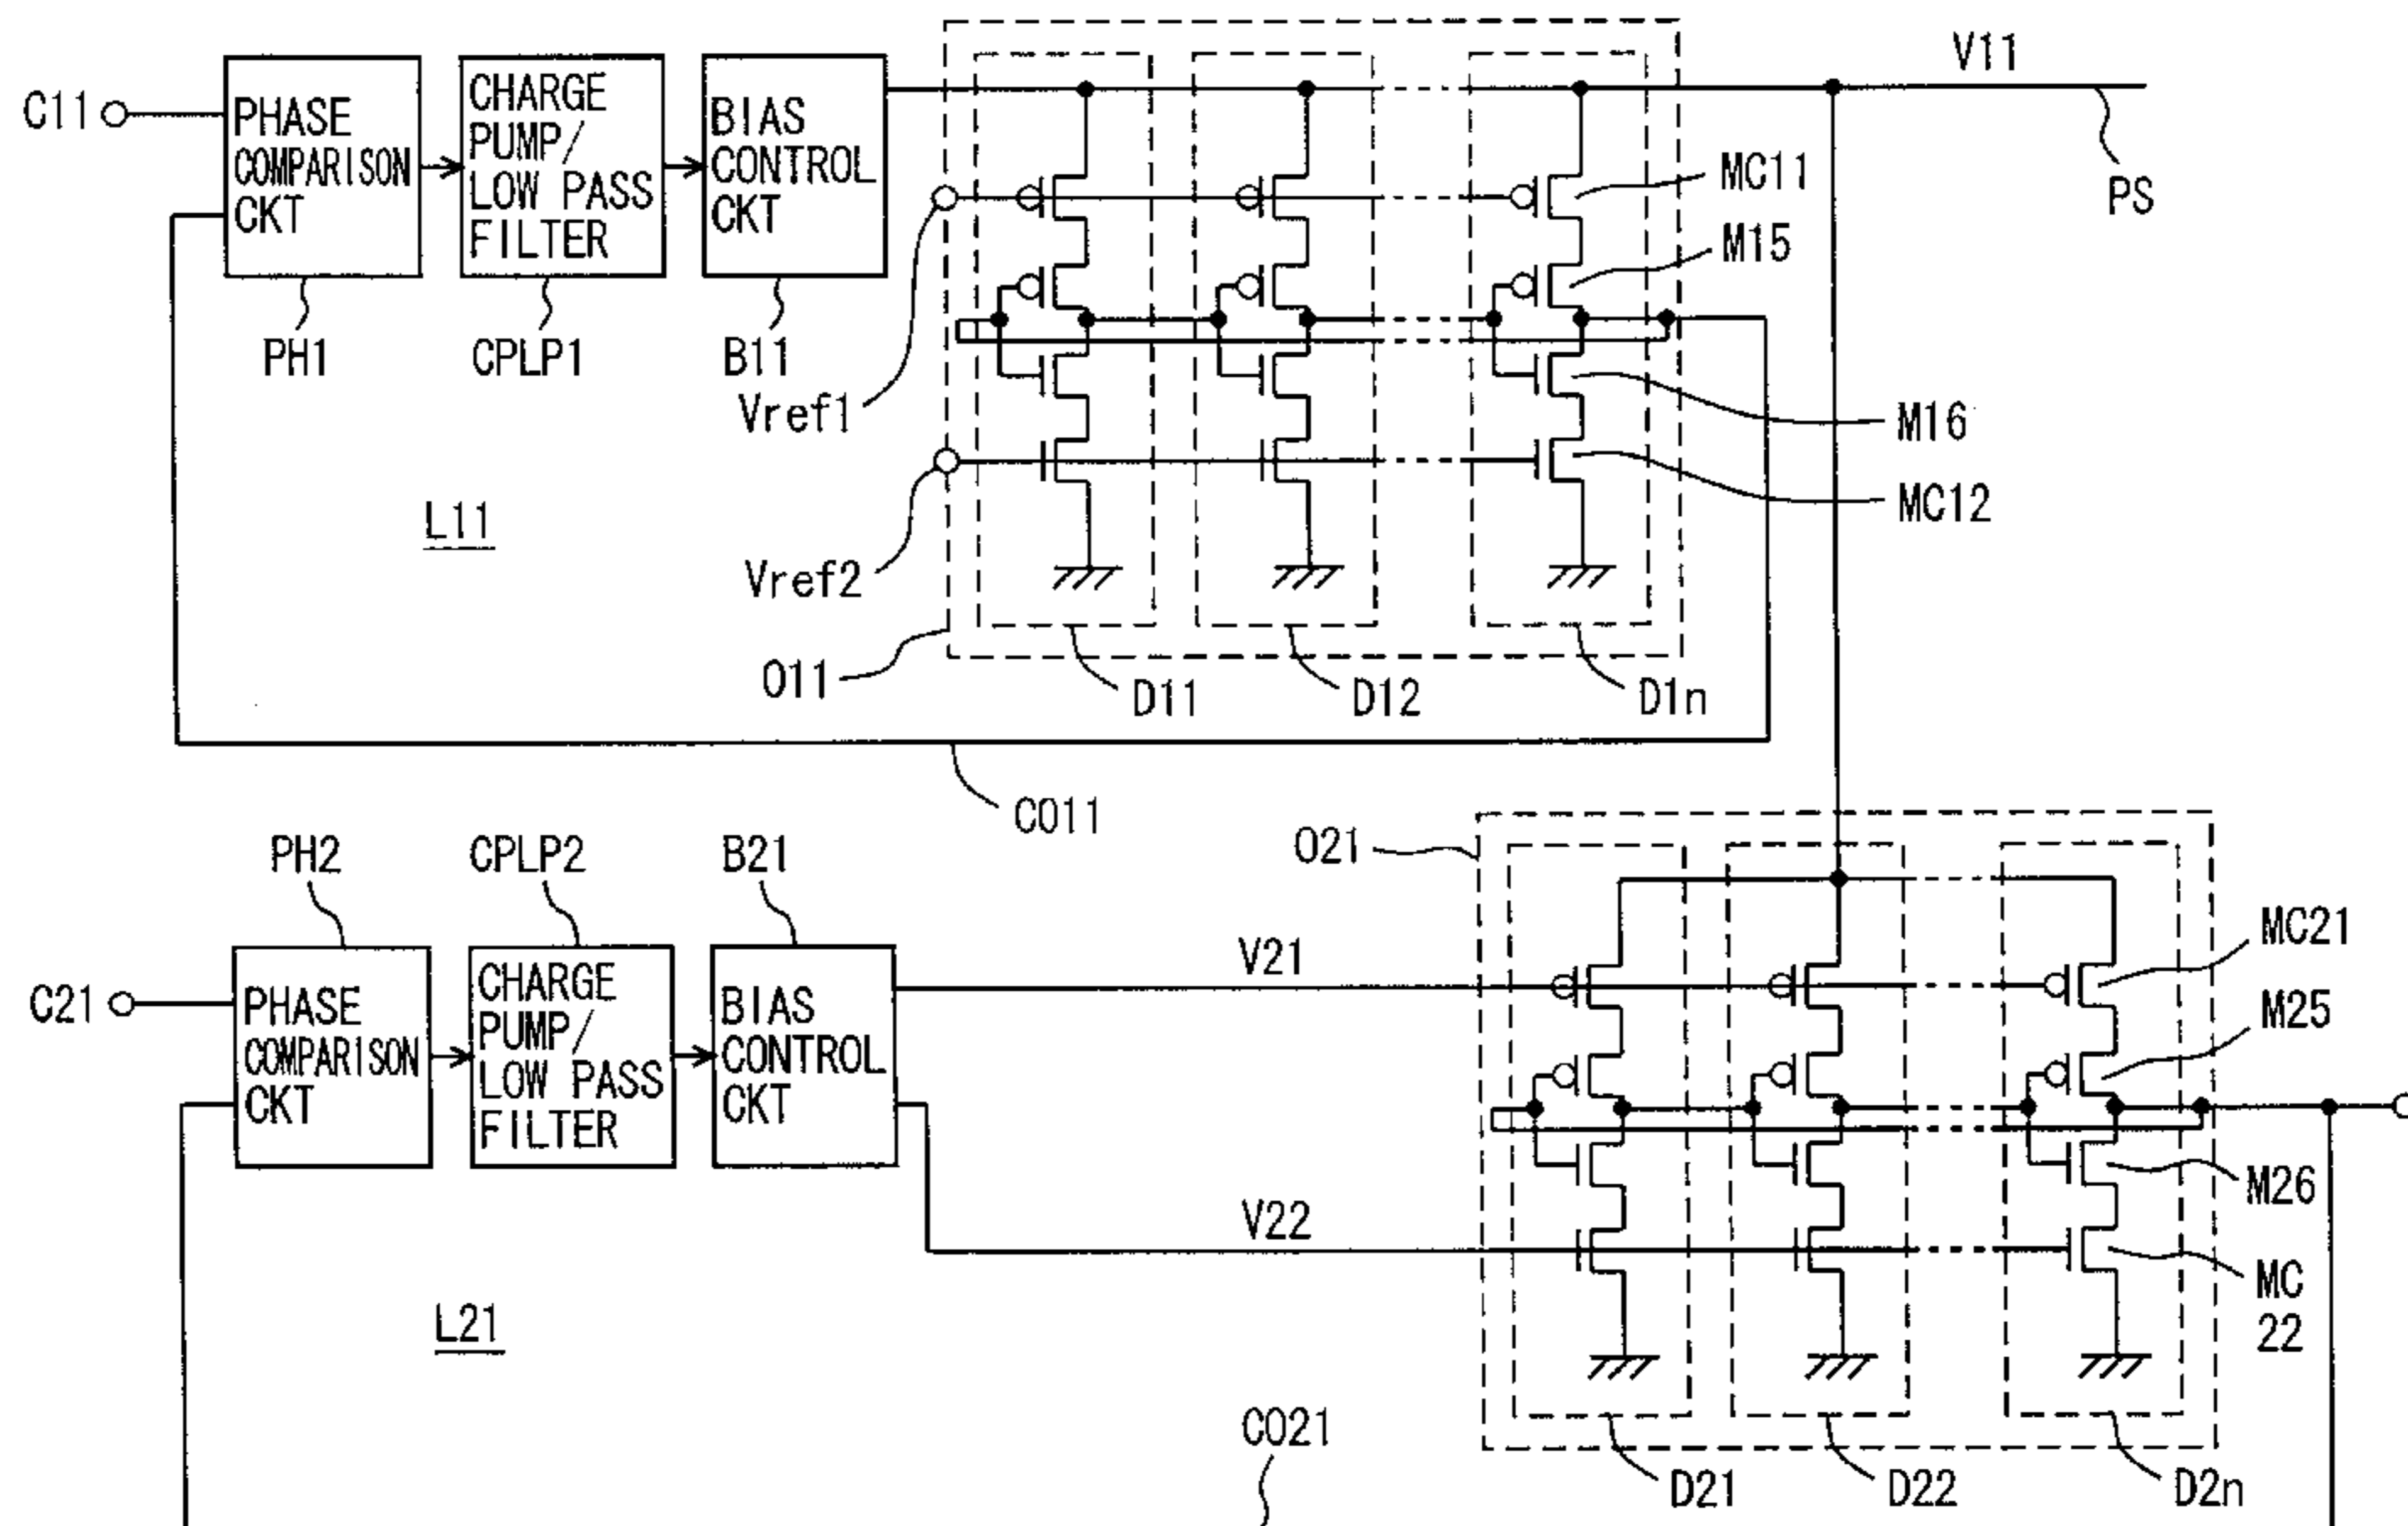 C11
PHASE
COMPARISON
CKT
CHARGE
PUMP/
LOW PASS
FILTER
BIAS
CONTROL
CKT
V11
PS
MC11
M15
M16
MC12
PH1
CPLP1
B11
Vref1
Vref2
L11
O11
D11
D12
D1n
CO11
PH2
CPLP2
B21
O21
C21
PHASE
COMPARISON
CKT
CHARGE
PUMP/
LOW PASS
FILTER
BIAS
CONTROL
CKT
V21
V22
MC21
M25
M26
MC
22
L21
CO21
D21
D22
D2n